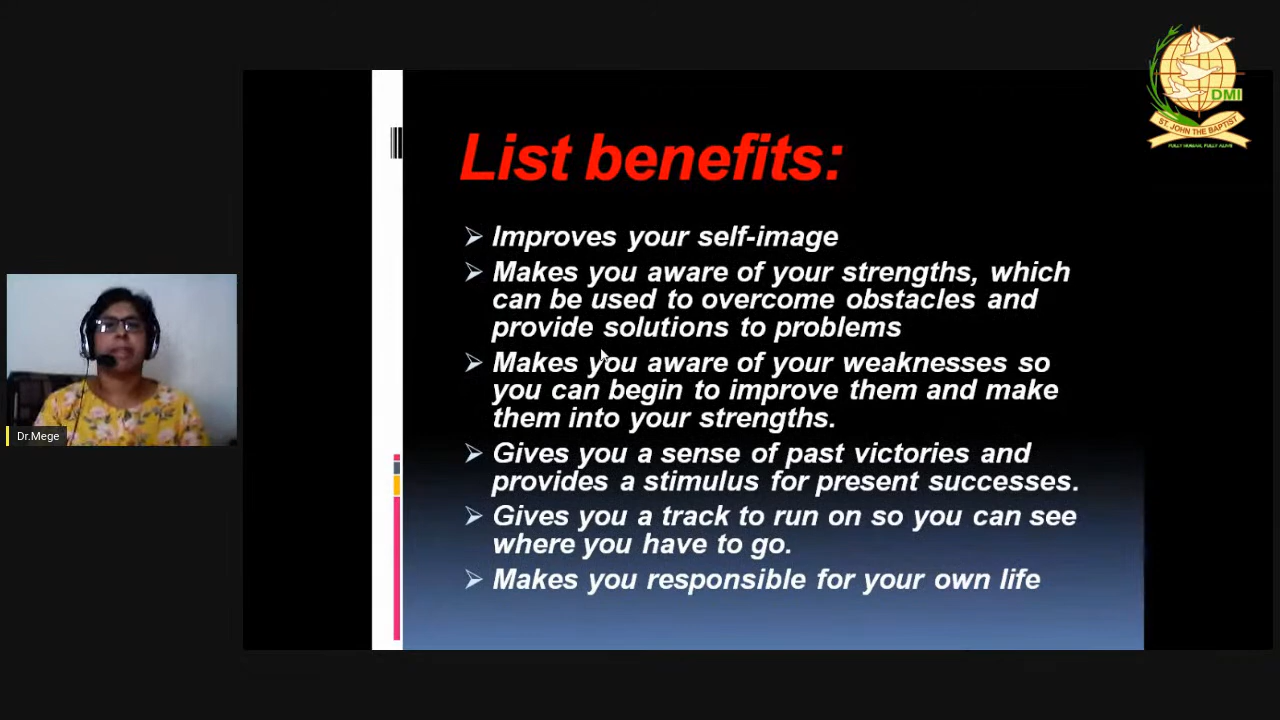 DMI
ST. JOHN THE BAPTIST
FULLY HUMAN, FULLY ALIVE
List benefits:
Improves your self-image
Makes you aware of your strengths, which
can be used to overcome obstacles and
provide solutions to problems
Makes you aware of your weaknesses so
you can begin to improve them and make
them into your strengths.
Gives you a sense of past victories and
provides a stimulus for present successes.
Gives you a track to run on so you can see
where you have to go.
Makes you responsible for your own life
Dr.Mege